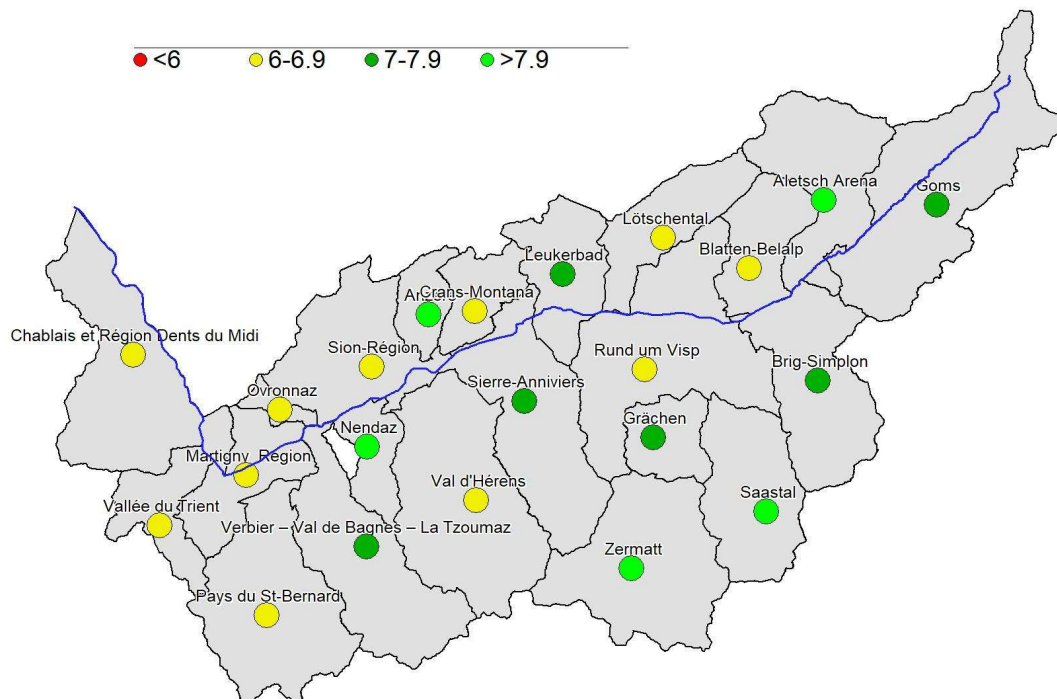 <6 6-6.9 7-7.9 >7.9
Aletsch Arena
Goms
Lötschental
Leukerbad
Blatten-Belalp
Crans-Montana
Chablais et Région Dents du Midi
Sion-Région
Rund um Visp
Brig-Simplon
Sierre-Anniviers
Ovronnaz
Grächen
Nendaz
Martigny Région
Val d'Hérens
Saastal
Vallée du Trient
Verbier – Val de Bagnes – La Tzoumaz
Zermatt
Pays du St-Bernard